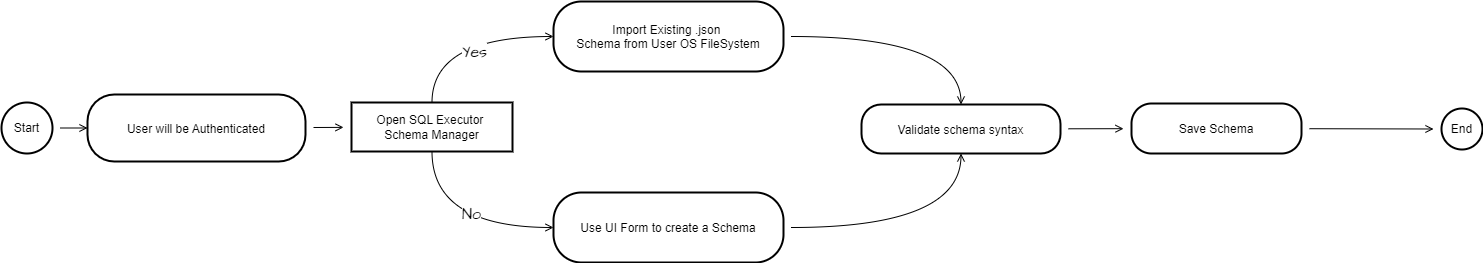 Start
User will be Authenticated
Open SQL Executor
Schema Manager
Yes
Import Existing .json
Schema from User OS FileSystem
No
Use UI Form to create a Schema
Validate schema syntax
Save Schema
End